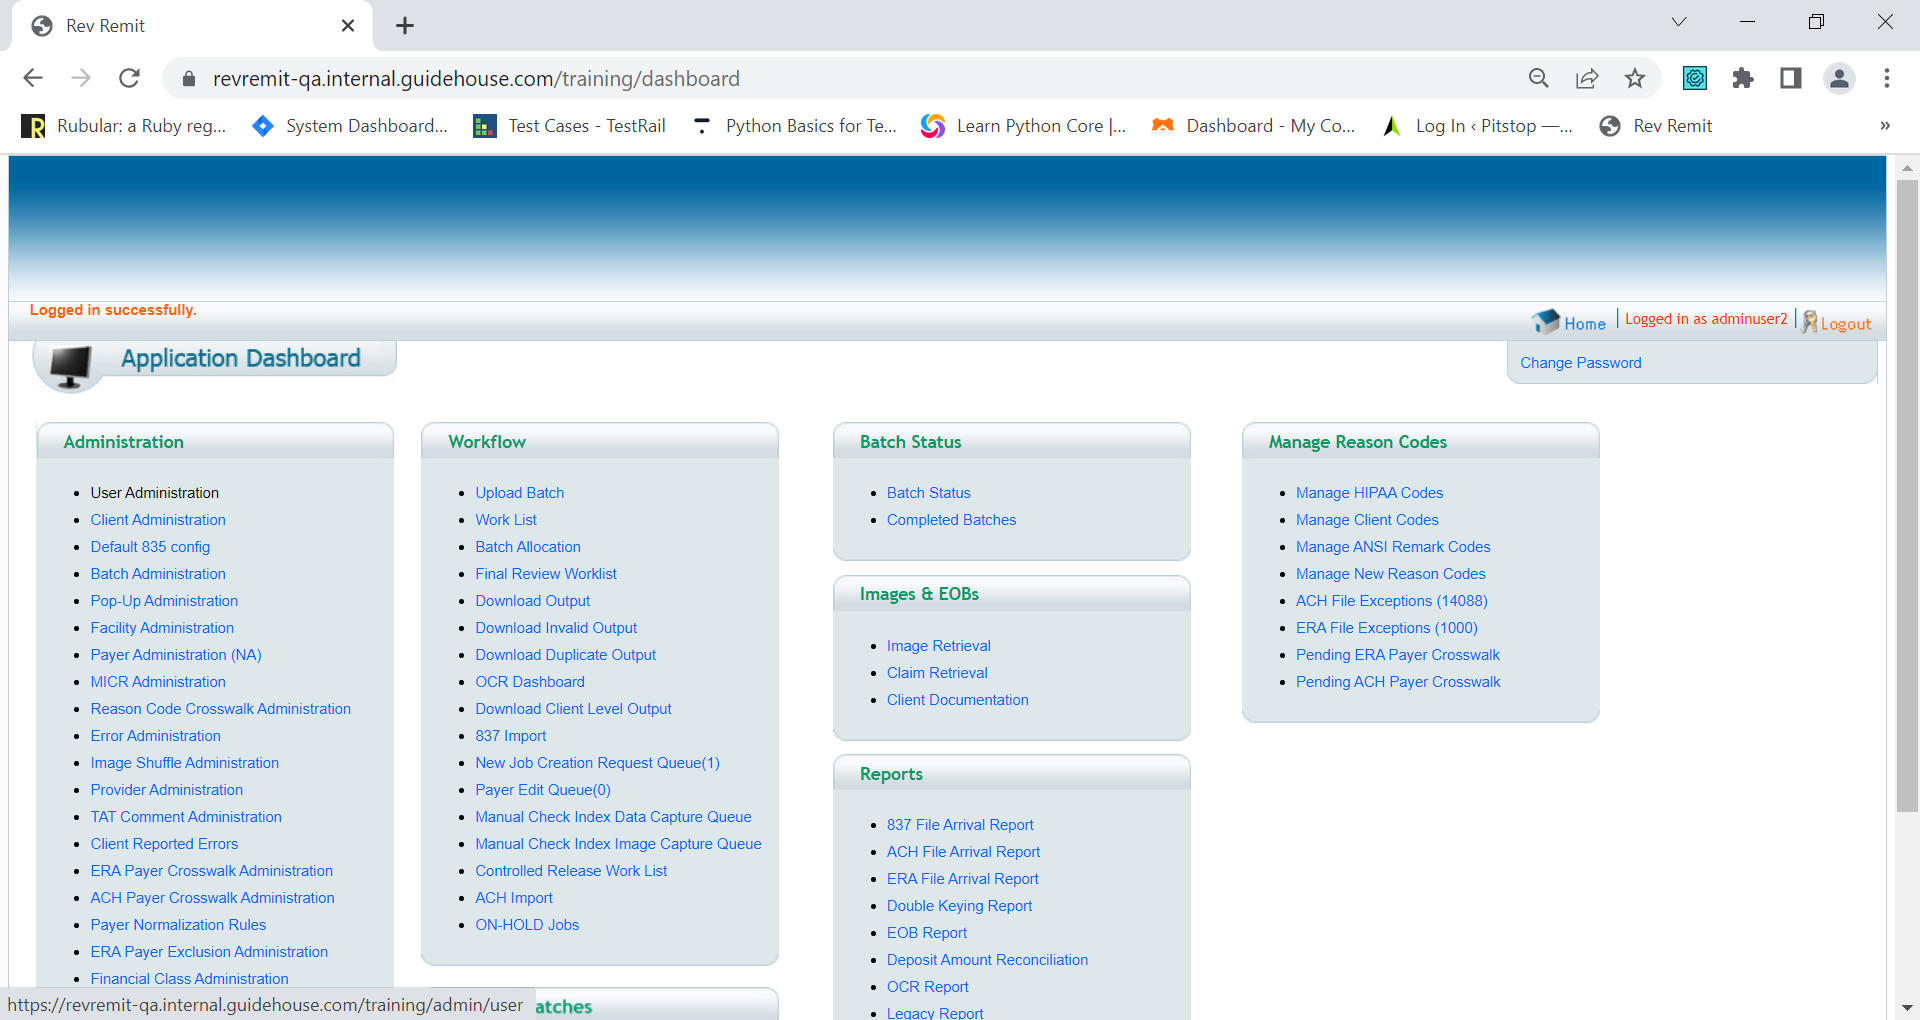 Rev Remit
revremit-qa.internal.guidehouse.com/training/dashboard
Rubular: a Ruby reg...
System Dashboard...
Test Cases - TestRail
Python Basics for Te...
Learn Python Core |...
Dashboard - My Co...
Log In ‹ Pitstop —...
Rev Remit
»
Logged in successfully.
Home
Logged in as adminuser2
Logout
Application Dashboard
Change Password
Administration
User Administration
Client Administration
Default 835 config
Batch Administration
Pop-Up Administration
Facility Administration
Payer Administration (NA)
MICR Administration
Reason Code Crosswalk Administration
Error Administration
Image Shuffle Administration
Provider Administration
TAT Comment Administration
Client Reported Errors
ERA Payer Crosswalk Administration
ACH Payer Crosswalk Administration
Payer Normalization Rules
ERA Payer Exclusion Administration
Financial Class Administration
Workflow
Upload Batch
Work List
Batch Allocation
Final Review Worklist
Download Output
Download Invalid Output
Download Duplicate Output
OCR Dashboard
Download Client Level Output
837 Import
New Job Creation Request Queue(1)
Payer Edit Queue(0)
Manual Check Index Data Capture Queue
Manual Check Index Image Capture Queue
Controlled Release Work List
ACH Import
ON-HOLD Jobs
atches
Batch Status
Batch Status
Completed Batches
Images & EOBs
Image Retrieval
Claim Retrieval
Client Documentation
Reports
837 File Arrival Report
ACH File Arrival Report
ERA File Arrival Report
Double Keying Report
EOB Report
Deposit Amount Reconciliation
OCR Report
Legacy Report
Manage Reason Codes
Manage HIPAA Codes
Manage Client Codes
Manage ANSI Remark Codes
Manage New Reason Codes
ACH File Exceptions (14088)
ERA File Exceptions (1000)
Pending ERA Payer Crosswalk
Pending ACH Payer Crosswalk
https://revremit-qa.internal.guidehouse.com/training/admin/user